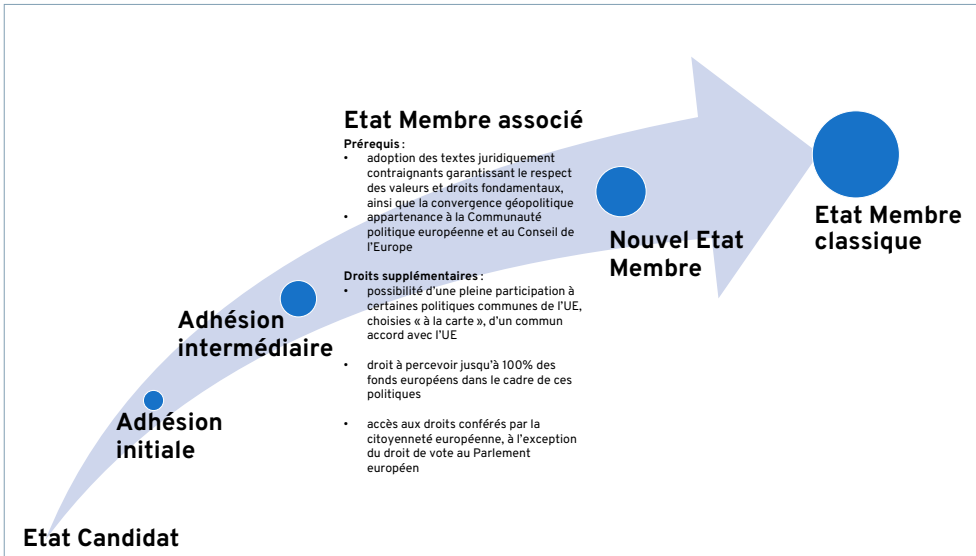 Etat Membre associé
Prérequis :
• adoption des textes juridiquement
contraignants garantissant le respect
des valeurs et droits fondamentaux,
ainsi que la convergence géopolitique
• appartenance à la Communauté
politique européenne et au Conseil de
l'Europe
Droits supplémentaires :
• possibilité d'une pleine participation à
certaines politiques communes de l'UE,
choisies « à la carte », d'un commun
accord avec l'UE
• droit à percevoir jusqu'à 100% des
fonds européens dans le cadre de ces
politiques
• accès aux droits conférés par la
citoyenneté européenne, à l'exception
du droit de vote au Parlement
européen
Etat Candidat
Adhésion
initiale
Adhésion
intermédiaire
Nouvel Etat
Membre
Etat Membre
classique